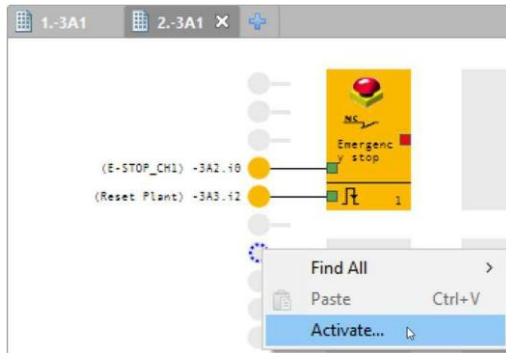 1.-3A1
2.-3A1
NC
Emergenc
y stop
(E-STOP_CH1) -3A2.i0
(Reset Plant) -3A3.i2
1
Find All
Paste Ctrl+V
Activate...